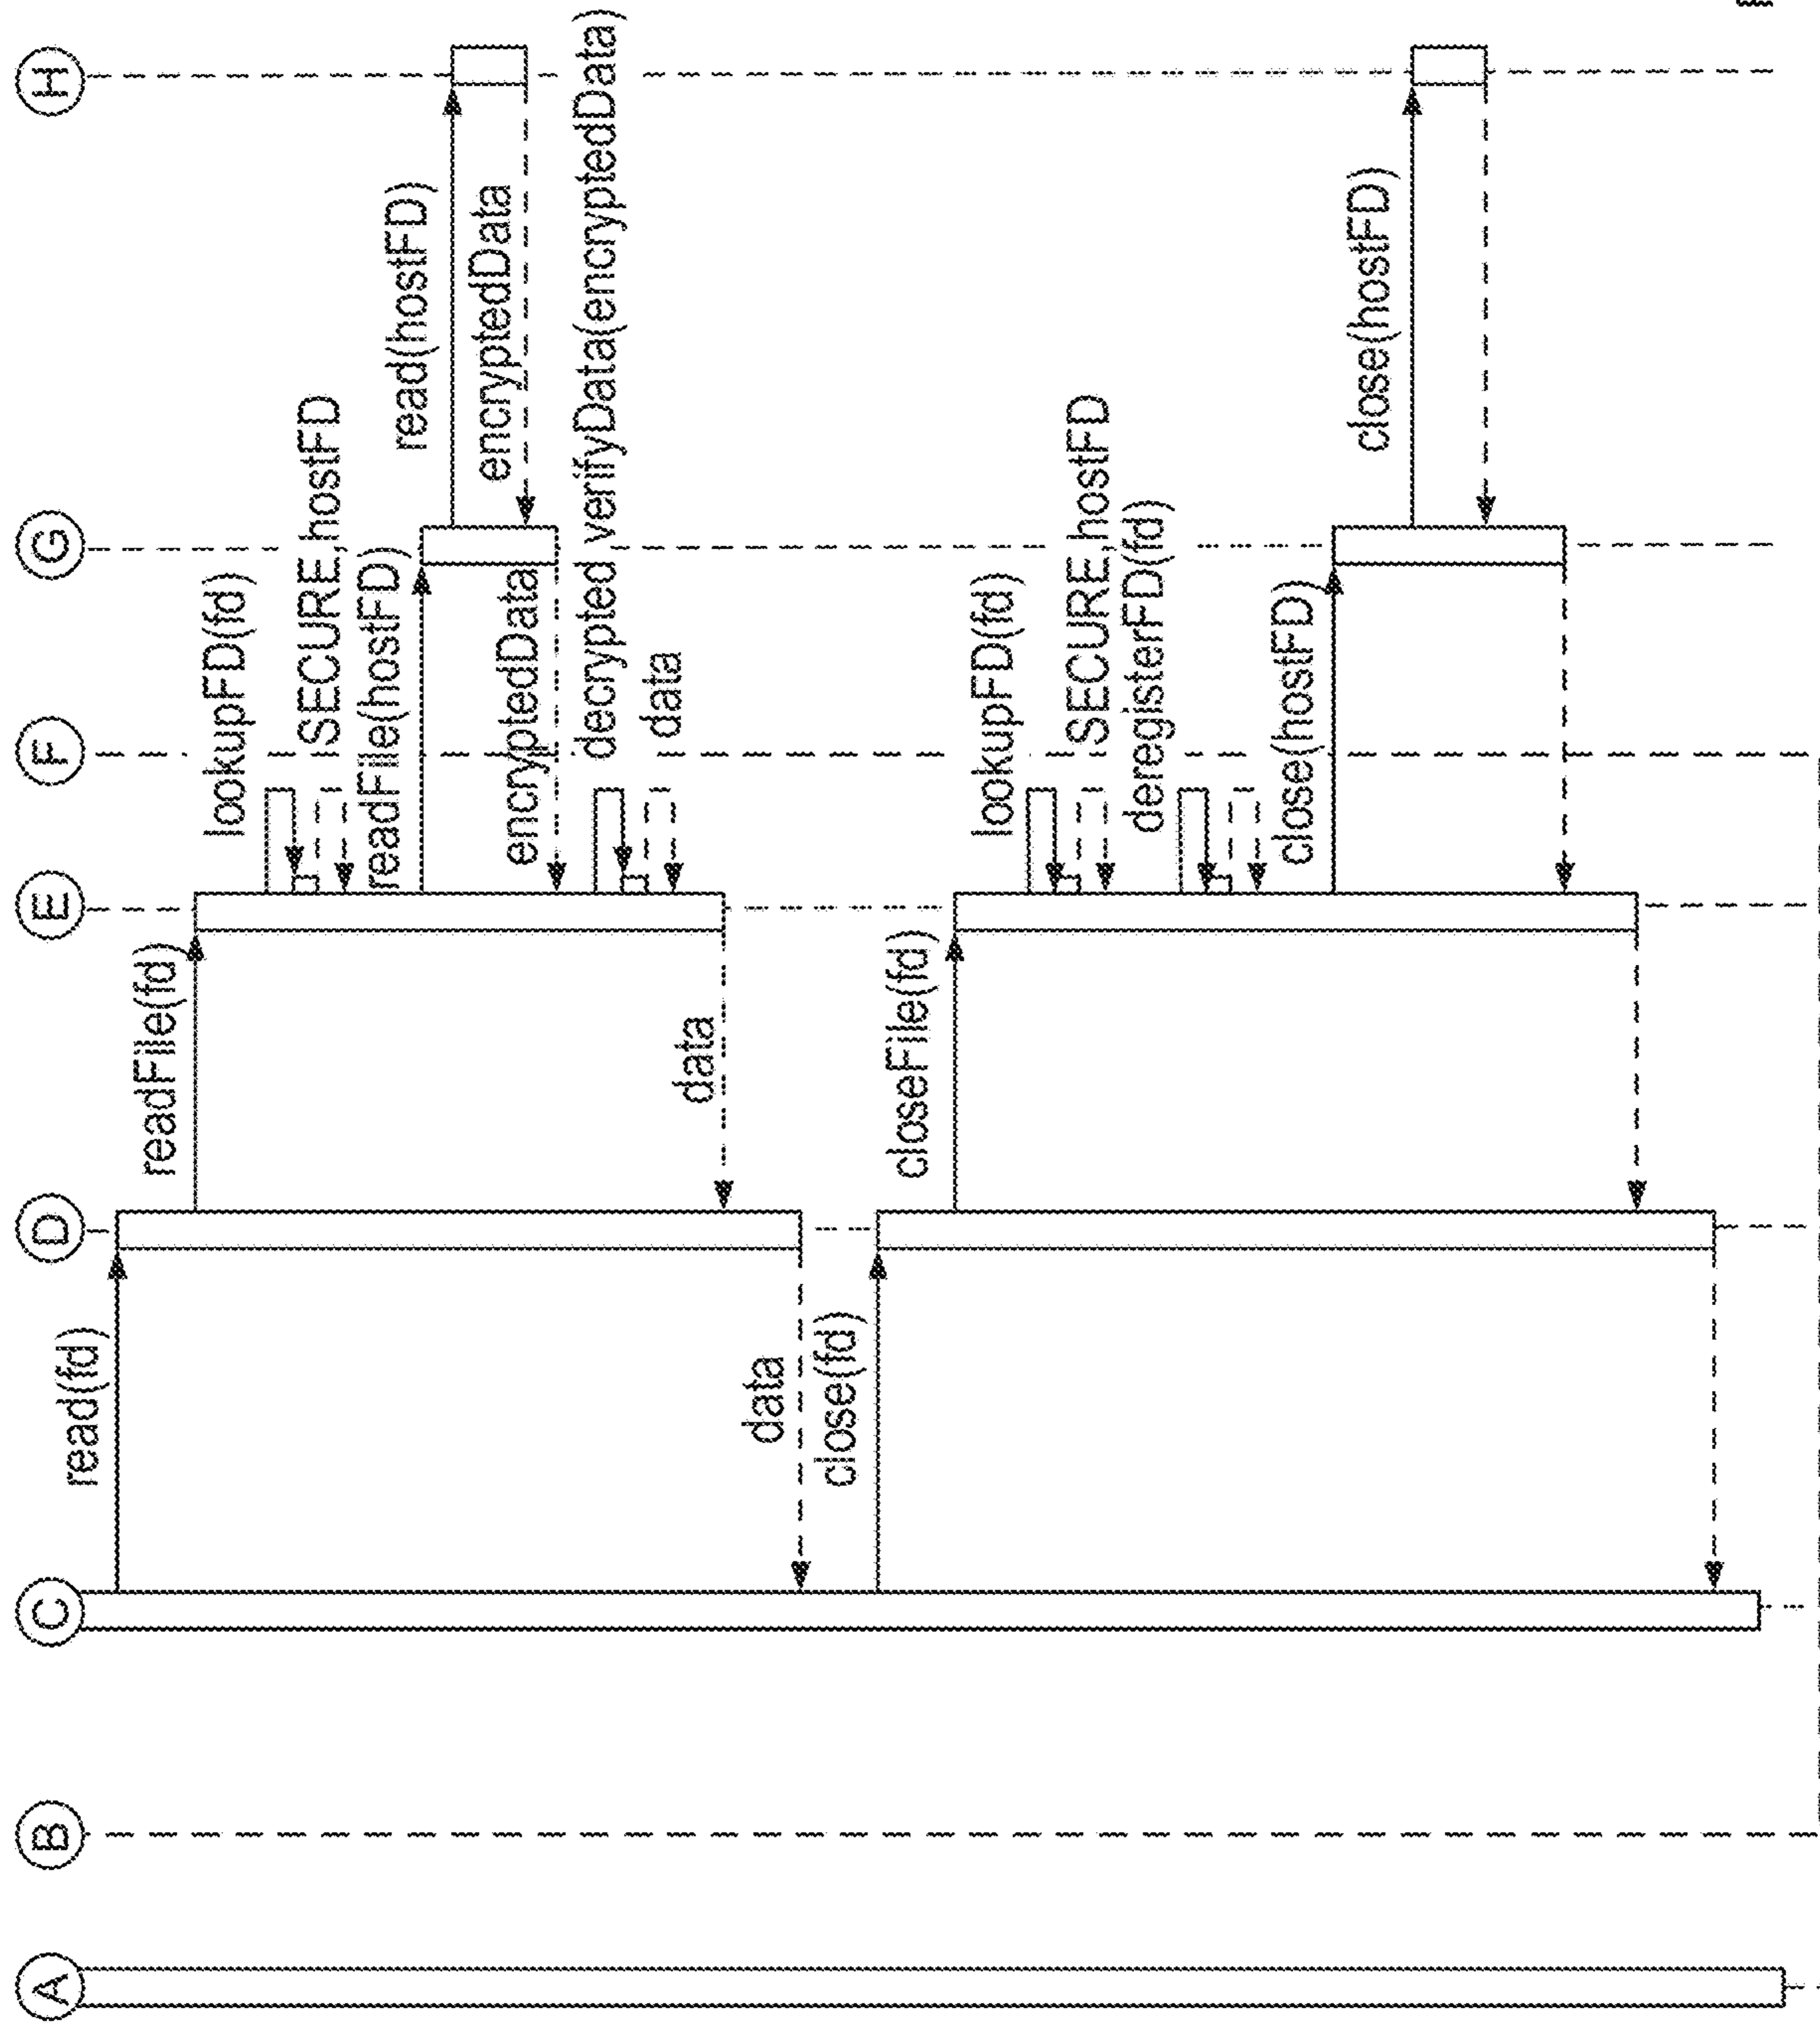 A
B
C
D
E
F
G
H
read(fd)
readFile(fd)
lookupFD(fd)
SECURE,hostFD
readFile(hostFD)
read(hostFD)
encryptedData
encryptedData
decrypted verifyData(encryptedData)
data
data
data
close(fd)
closeFile(fd)
lookupFD(fd)
SECURE,hostFD
deregisterFD(fd)
close(hostFD)
close(hostFD)